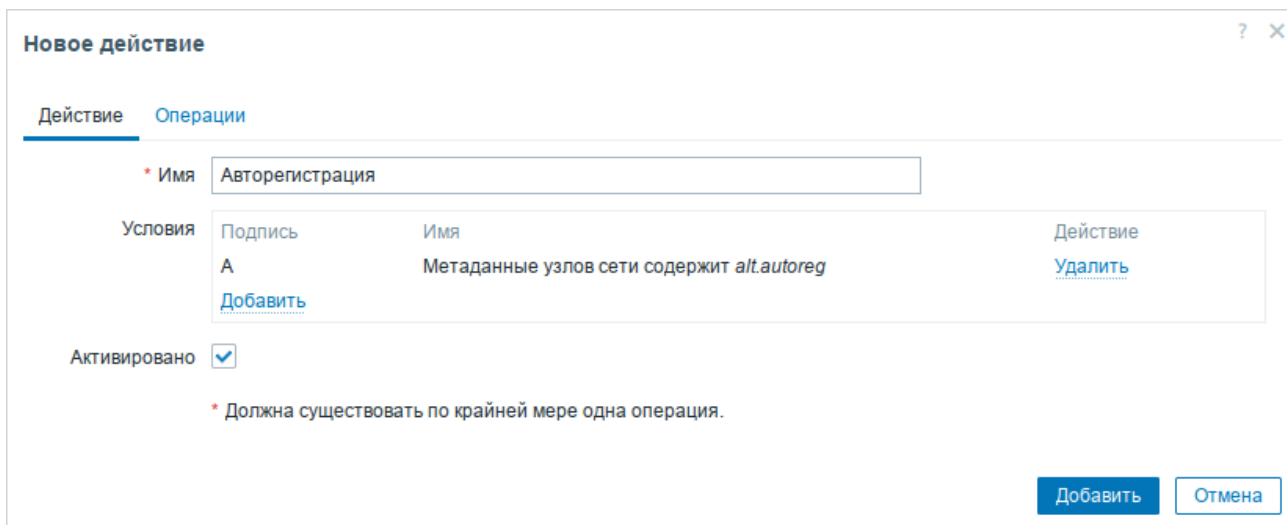 Новое действие ? ×
Действие Операции
* Имя Авторегистрация
Условия Подпись Имя Действие
A Метаданные узлов сети содержит alt.autoreg Удалить
Добавить
Активировано
* Должна существовать по крайней мере одна операция.
Добавить Отмена